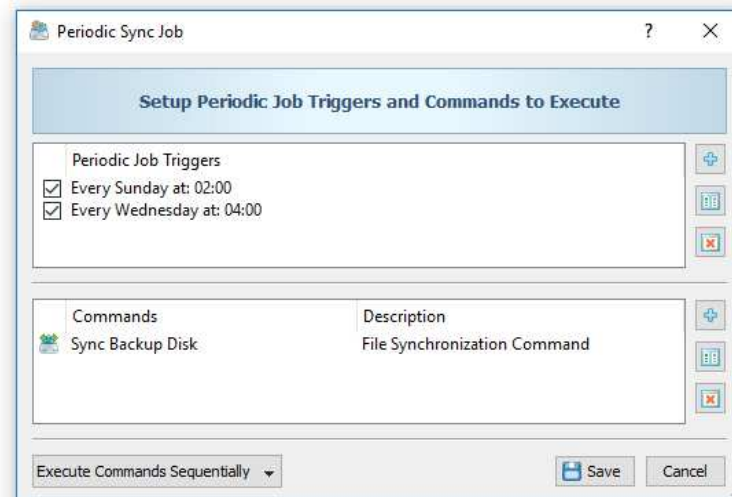 Periodic Sync Job ?
Setup Periodic Job Triggers and Commands to Execute
Periodic Job Triggers
Every Sunday at: 02:00
Every Wednesday at: 04:00
Commands Description
Sync Backup Disk File Synchronization Command
Execute Commands Sequentially Save Cancel